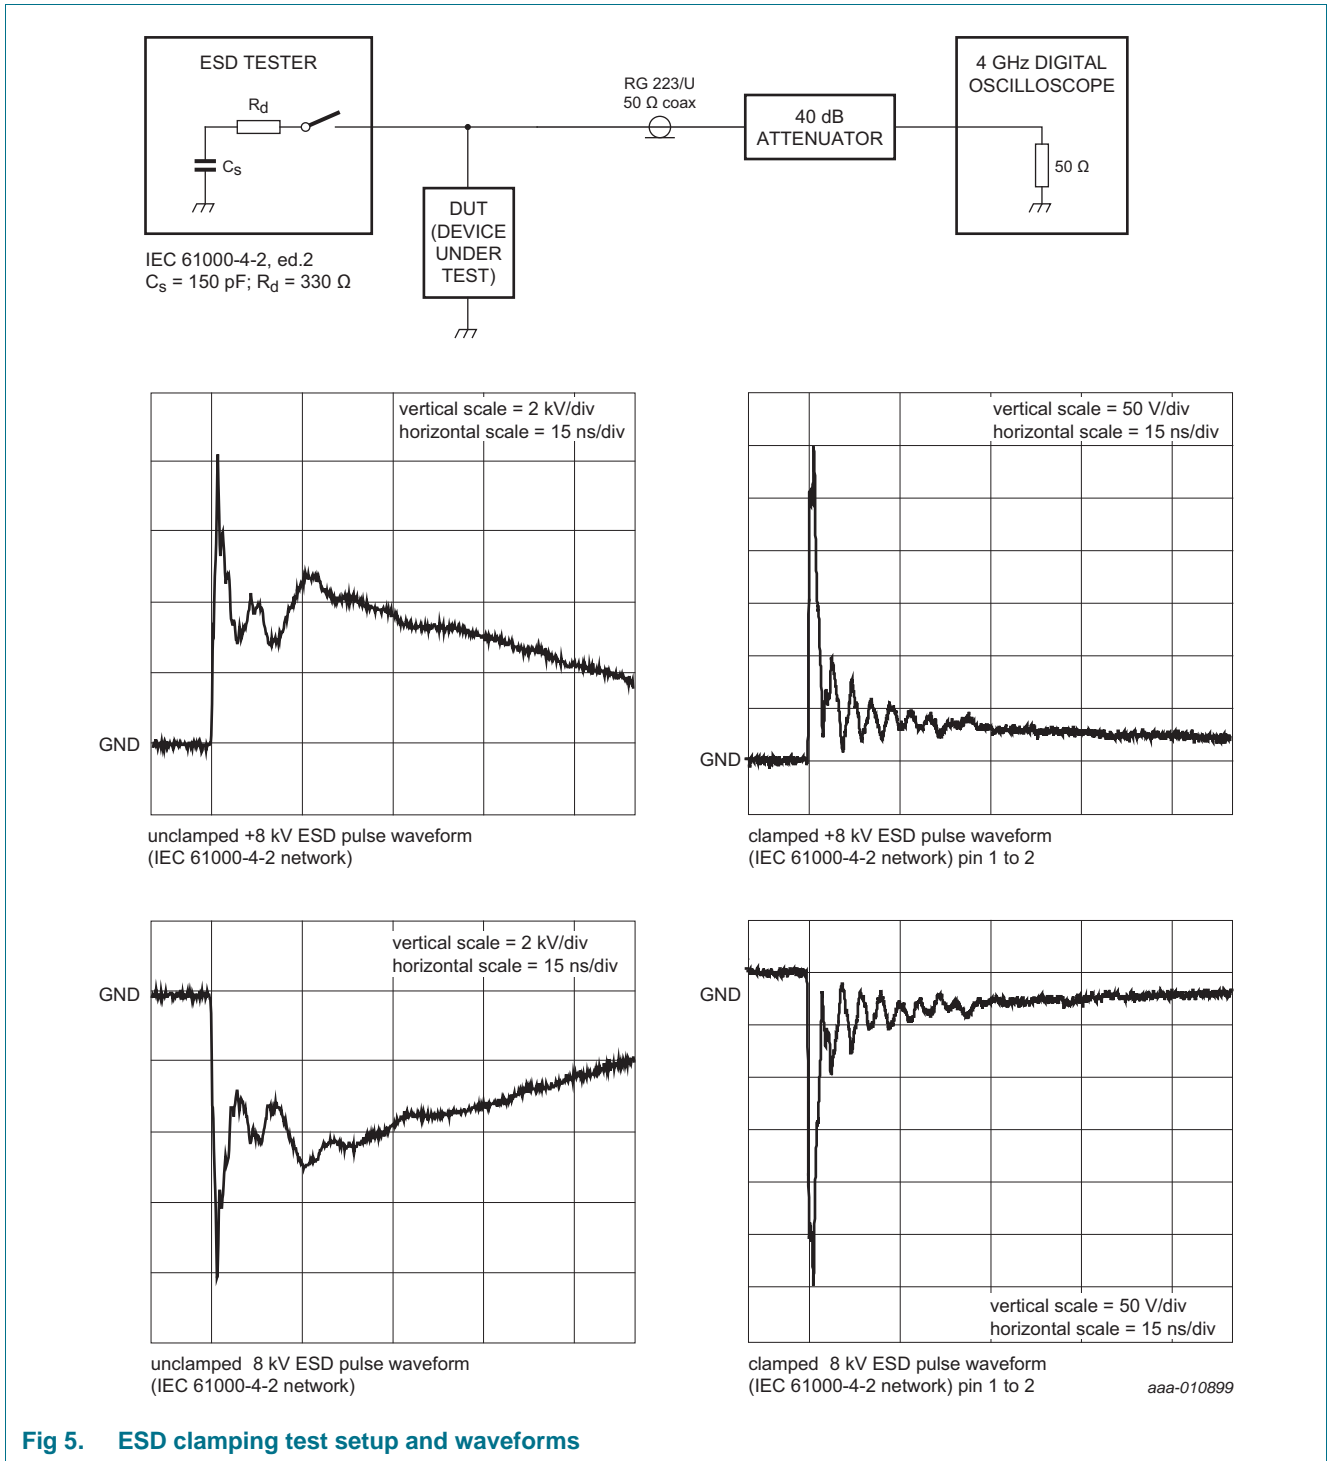 ESD TESTER
Rd
Cs
IEC 61000-4-2, ed.2
Cs = 150 pF; Rd = 330 Ω
DUT
(DEVICE
UNDER
TEST)
RG 223/U
50 Ω coax
40 dB
ATTENUATOR
4 GHz DIGITAL
OSCILLOSCOPE
50 Ω
vertical scale = 2 kV/div
horizontal scale = 15 ns/div
GND
unclamped +8 kV ESD pulse waveform
(IEC 61000-4-2 network)
vertical scale = 50 V/div
horizontal scale = 15 ns/div
GND
clamped +8 kV ESD pulse waveform
(IEC 61000-4-2 network) pin 1 to 2
vertical scale = 2 kV/div
horizontal scale = 15 ns/div
GND
unclamped 8 kV ESD pulse waveform
(IEC 61000-4-2 network)
GND
vertical scale = 50 V/div
horizontal scale = 15 ns/div
clamped 8 kV ESD pulse waveform
(IEC 61000-4-2 network) pin 1 to 2
aaa-010899
Fig 5. ESD clamping test setup and waveforms